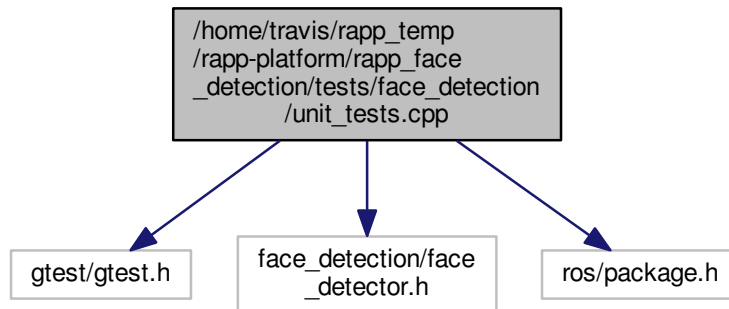 /home/travis/rapp_temp
/rapp-platform/rapp_face
_detection/tests/face_detection
/unit_tests.cpp
gtest/gtest.h
face_detection/face
_detector.h
ros/package.h